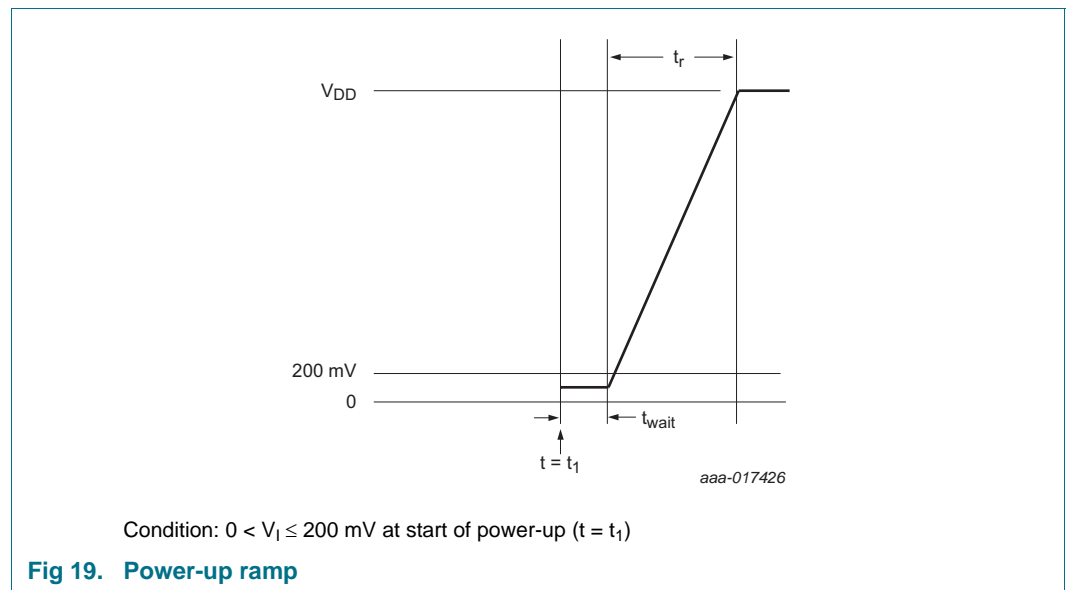 tr
VDD
200 mV
0
twait
t = t1
aaa-017426
Condition: 0 < VI ≤ 200 mV at start of power-up (t = t1)
Fig 19. Power-up ramp